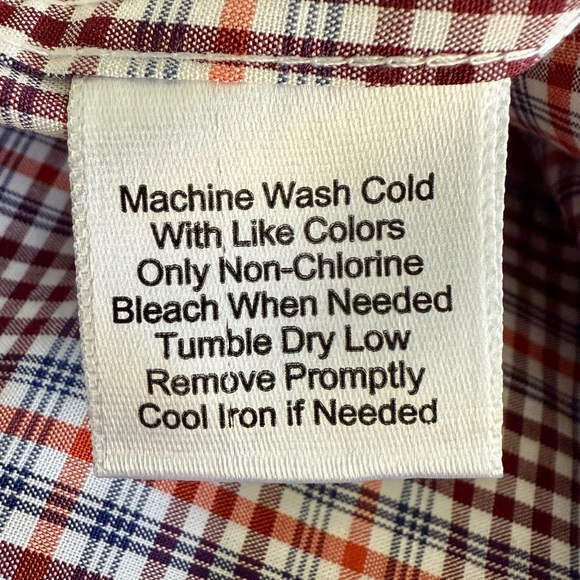 Machine Wash Cold
With Like Colors
Only Non-Chlorine
Bleach When Needed
Tumble Dry Low
Remove Promptly
Cool Iron if Needed